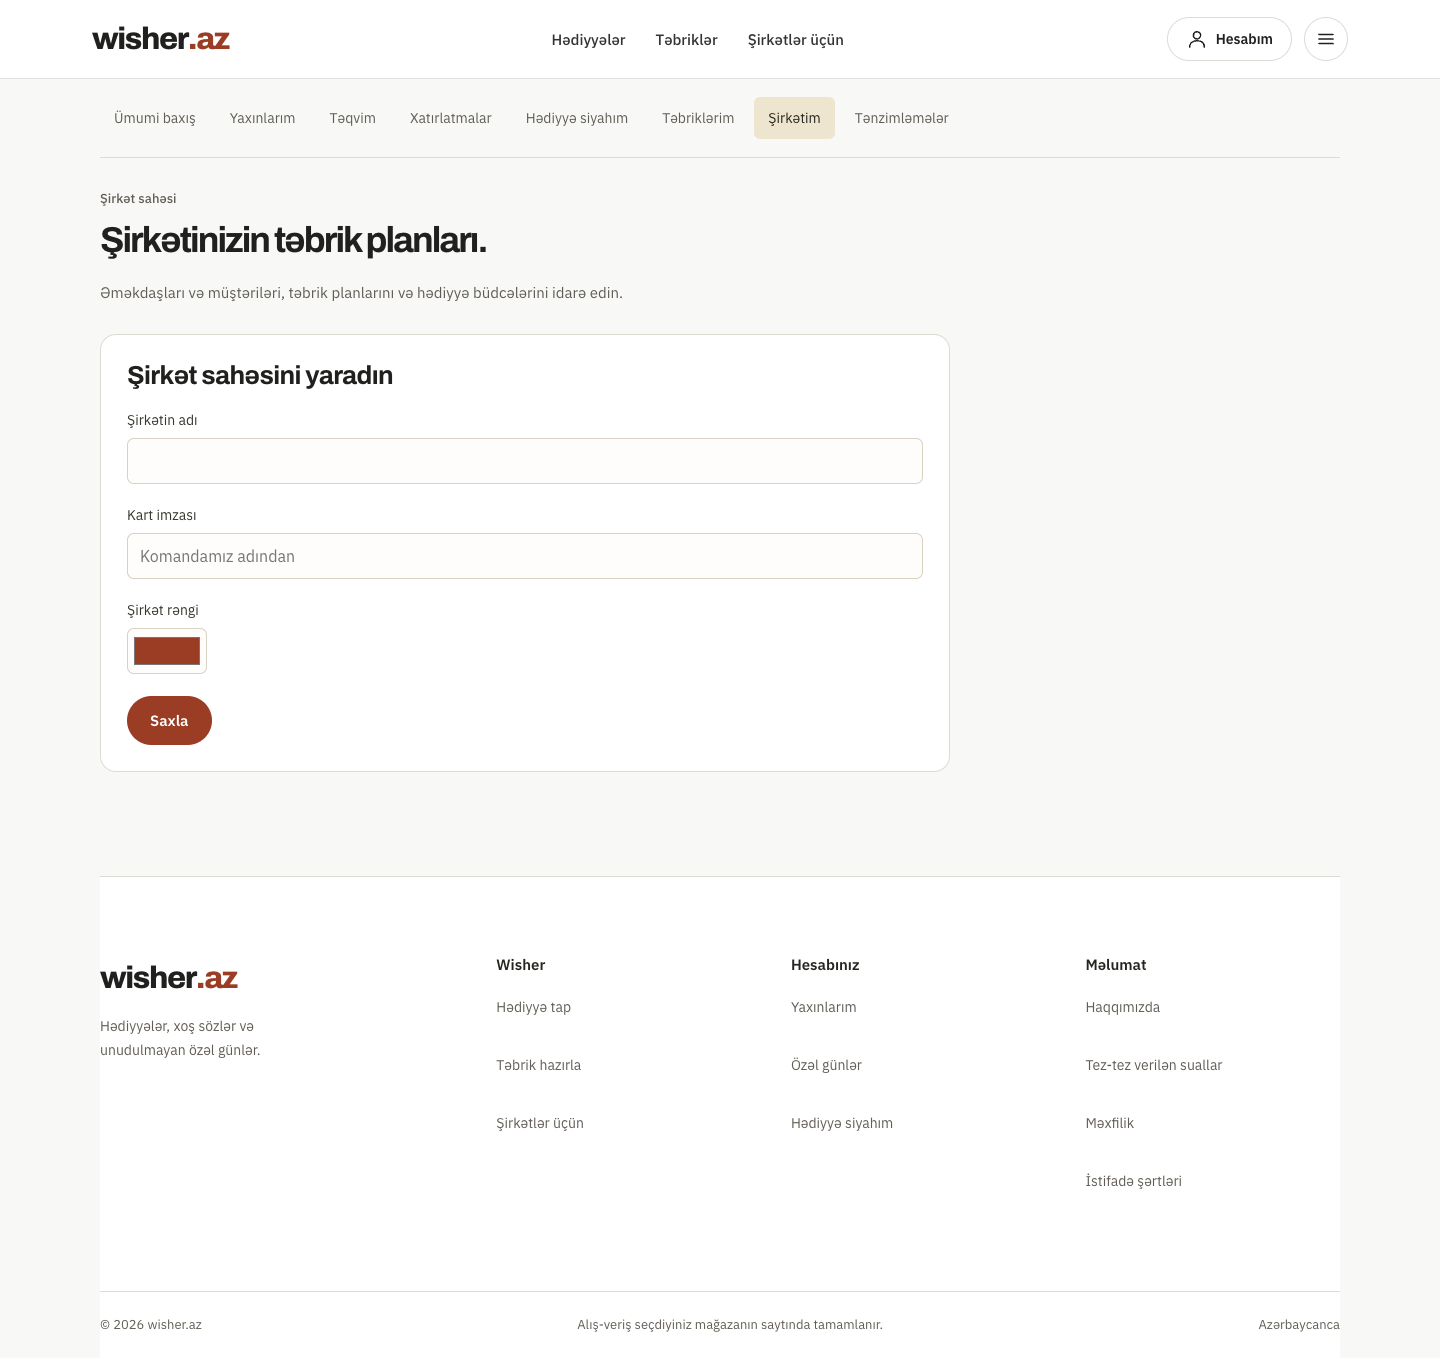 wisher.az
Hədiyyələr
Təbriklər
Şirkətlər üçün
Hesabım
Ümumi baxış
Yaxınlarım
Təqvim
Xatırlatmalar
Hədiyyə siyahım
Təbriklərim
Şirkətim
Tənzimləmələr
Şirkət sahəsi
Şirkətinizin təbrik planları.
Əməkdaşları və müştəriləri, təbrik planlarını və hədiyyə büdcələrini idarə edin.
Şirkət sahəsini yaradın
Şirkətin adı
Kart imzası
Komandamız adından
Şirkət rəngi
Saxla
wisher.az
Hədiyyələr, xoş sözlər və
unudulmayan özəl günlər.
Wisher
Hədiyyə tap
Təbrik hazırla
Şirkətlər üçün
Hesabınız
Yaxınlarım
Özəl günlər
Hədiyyə siyahım
Məlumat
Haqqımızda
Tez-tez verilən suallar
Məxfilik
İstifadə şərtləri
© 2026 wisher.az
Alış-veriş seçdiyiniz mağazanın saytında tamamlanır.
Azərbaycanca